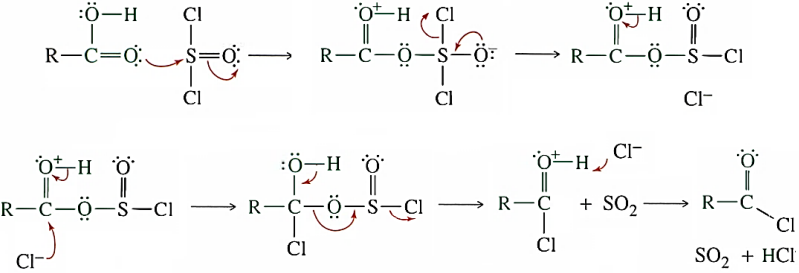 O—H Cl O⁺—H Cl O⁺—H O
R—C=O S=O ⟶ R—C—O—S—O⁻ ⟶ R—C—O—S—Cl
Cl Cl Cl⁻
O⁺—H O O—H O O⁺—H Cl⁻ O
R—C—O—S—Cl ⟶ R—C—O—S—Cl ⟶ R—C + SO₂ ⟶ R—C
Cl⁻ Cl Cl Cl
SO₂ + HCl